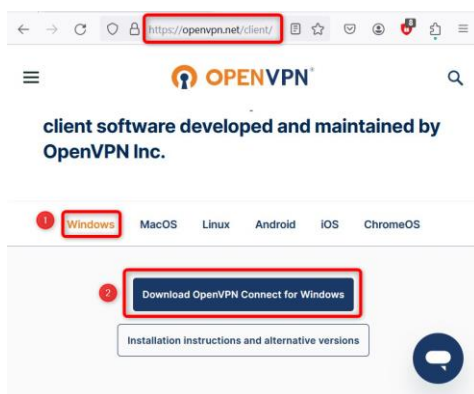 https://openvpn.net/client/
OPENVPN®
client software developed and maintained by
OpenVPN Inc.
1 Windows MacOS Linux Android iOS ChromeOS
2 Download OpenVPN Connect for Windows
Installation instructions and alternative versions